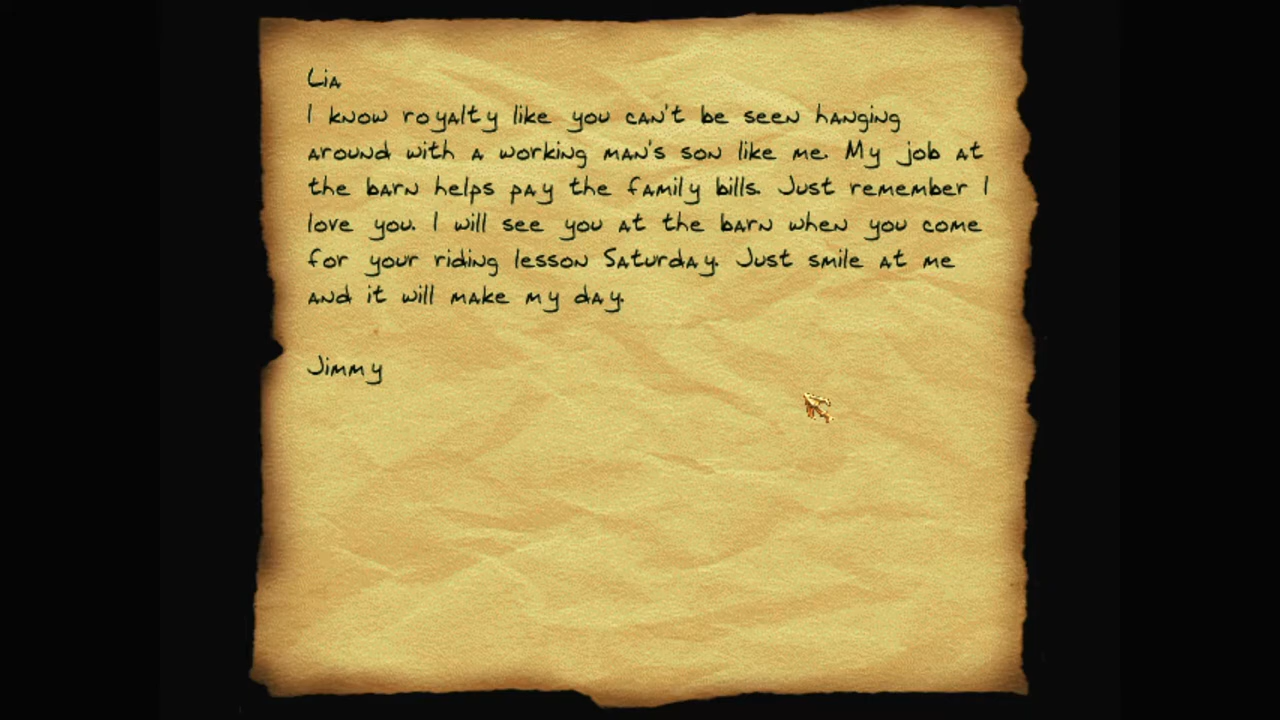 Lia
I know royalty like you can't be seen hanging
around with a working man's son like me. My job at
the barn helps pay the family bills. Just remember I
love you. I will see you at the barn when you come
for your riding lesson Saturday. Just smile at me
and it will make my day.
Jimmy